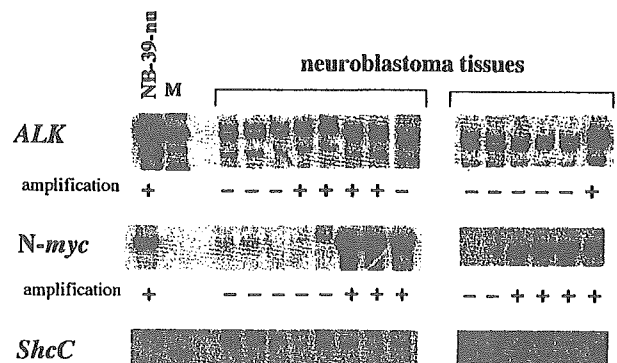 NB-39-nu
M
neuroblastoma tissues
ALK
amplification + - - - + + + + - - - - - - +
N-myc
amplification + - - - - - + + + - - + + + +
ShcC